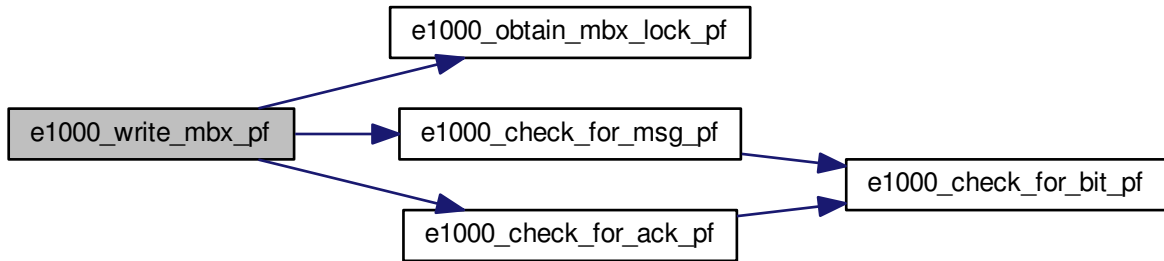 e1000_obtain_mbx_lock_pf
e1000_write_mbx_pf
e1000_check_for_msg_pf
e1000_check_for_bit_pf
e1000_check_for_ack_pf